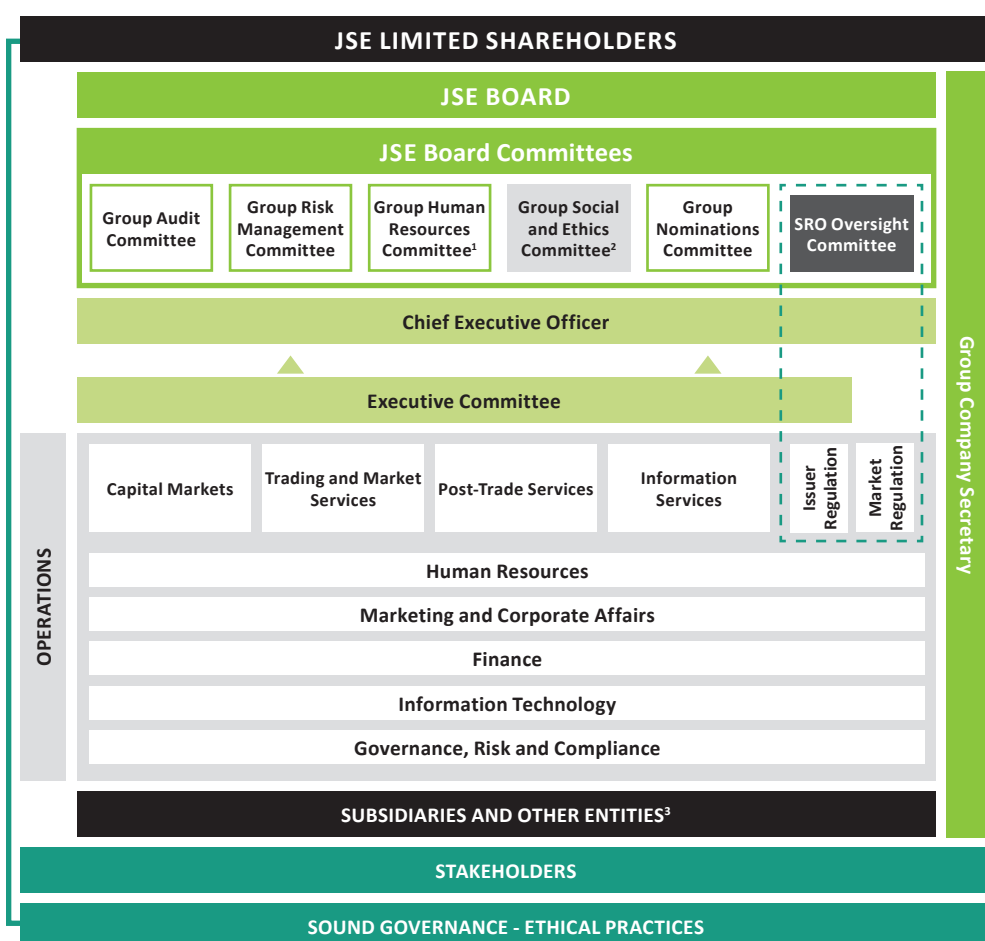 JSE LIMITED SHAREHOLDERS
JSE BOARD
JSE Board Committees
Group Audit
Committee
Group Risk
Management
Committee
Group Human
Resources
Committee¹
Group Social
and Ethics
Committee²
Group
Nominations
Committee
SRO Oversight
Committee
Chief Executive Officer
Executive Committee
Group Company Secretary
OPERATIONS
Capital Markets
Trading and Market
Services
Post-Trade Services
Information
Services
Issuer
Regulation
Market
Regulation
Human Resources
Marketing and Corporate Affairs
Finance
Information Technology
Governance, Risk and Compliance
SUBSIDIARIES AND OTHER ENTITIES³
STAKEHOLDERS
SOUND GOVERNANCE - ETHICAL PRACTICES